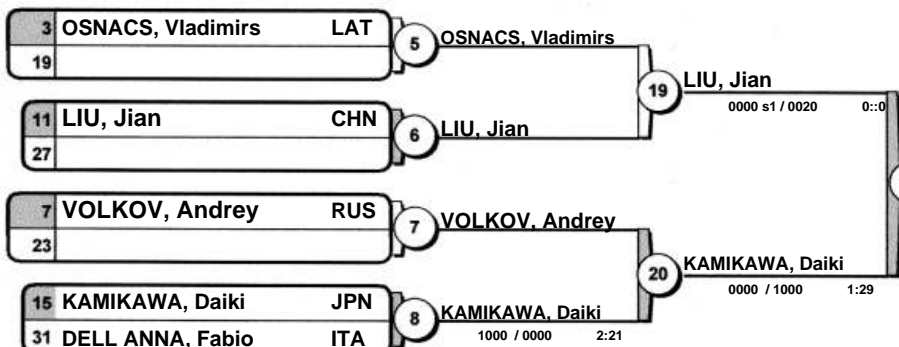 3 OSNACS, Vladimirs LAT
19
5 OSNACS, Vladimirs
11 LIU, Jian CHN
27
6 LIU, Jian
19 LIU, Jian
0000 s1 / 0020 0::0
7 VOLKOV, Andrey RUS
23
7 VOLKOV, Andrey
15 KAMIKAWA, Daiki JPN
31 DELL ANNA, Fabio ITA
8 KAMIKAWA, Daiki
1000 / 0000 2:21
20 KAMIKAWA, Daiki
0000 / 1000 1:29